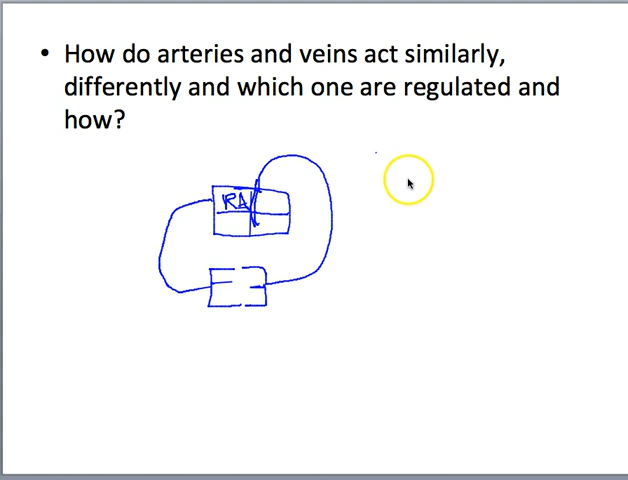 • How do arteries and veins act similarly,
differently and which one are regulated and
how?
RA